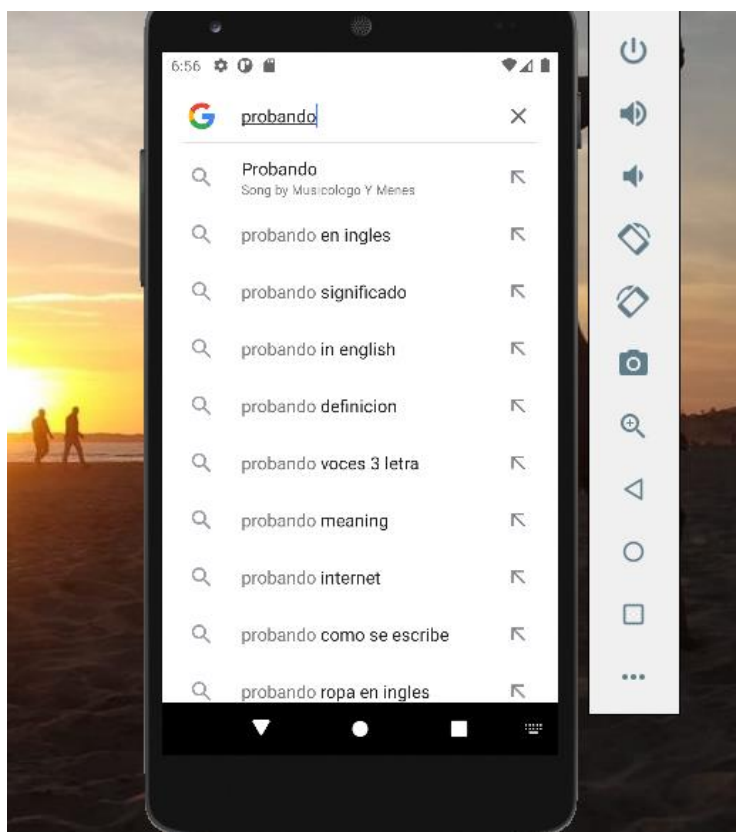 6:56
probando
Probando
Song by Musicologo Y Menes
probando en ingles
probando significado
probando in english
probando definicion
probando voces 3 letra
probando meaning
probando internet
probando como se escribe
probando ropa en ingles